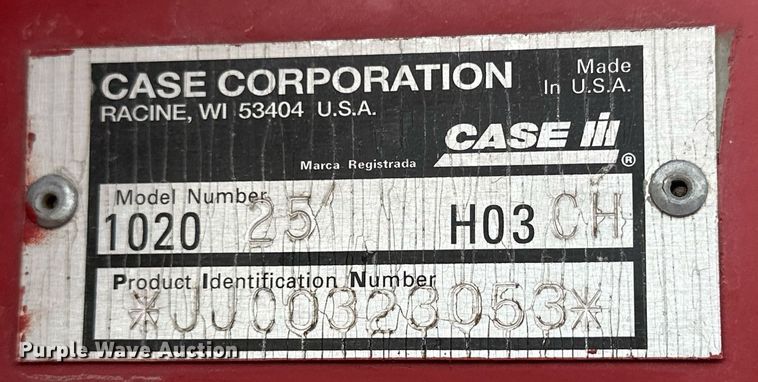 CASE CORPORATION
RACINE, WI 53404 U.S.A.
Made
In U.S.A.
CASE IH ®
Marca Registrada
Model Number
1020 25 H03 CH
Product Identification Number
*JJC0323053*
Purple Wave Auction